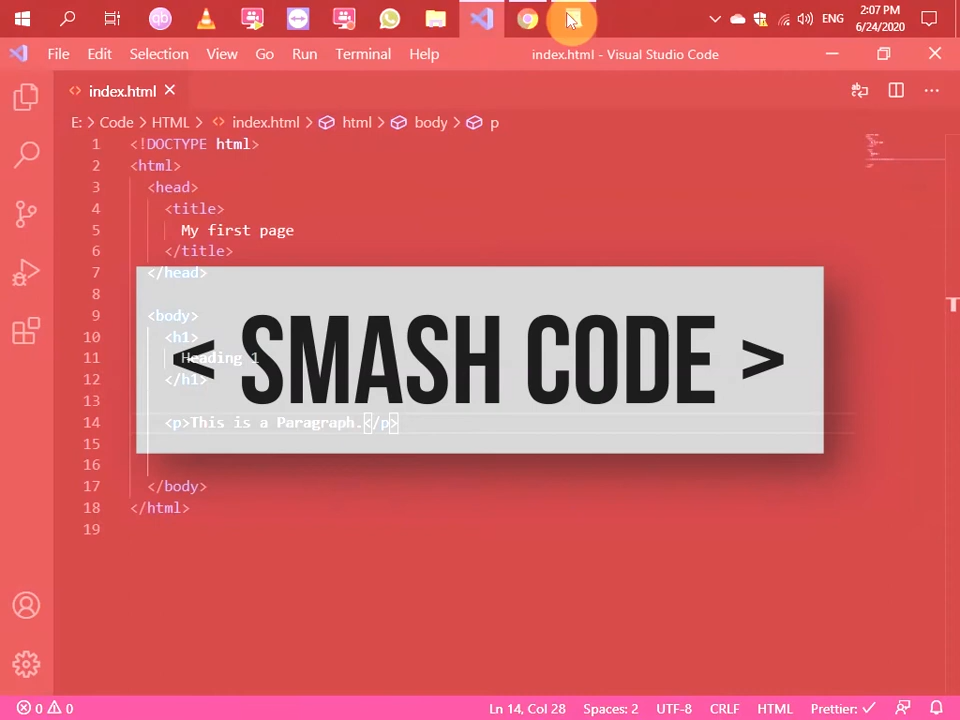 qb
ENG
2:07 PM
6/24/2020
File Edit Selection View Go Run Terminal Help
index.html - Visual Studio Code
<> index.html ×
E: > Code > HTML > <> index.html > html > body > p
1 <!DOCTYPE html>
2 <html>
3 <head>
4 <title>
5 My first page
6 </title>
7 </head>
8
9 <body>
10 <h1>
11 Heading 1
12 </h1>
13
14 <p>This is a Paragraph.</p>
15
16
17 </body>
18 </html>
19
< SMASH CODE >
0 0 Ln 14, Col 28 Spaces: 2 UTF-8 CRLF HTML Prettier: ✓